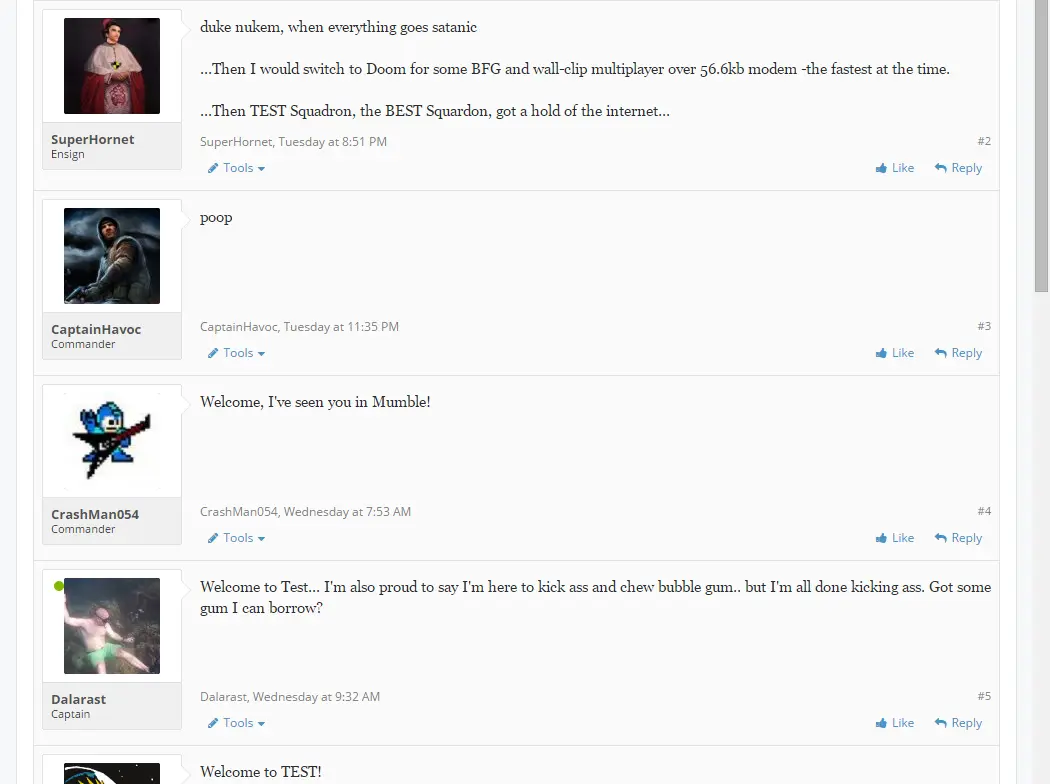 duke nukem, when everything goes satanic
...Then I would switch to Doom for some BFG and wall-clip multiplayer over 56.6kb modem -the fastest at the time.
...Then TEST Squadron, the BEST Squardon, got a hold of the internet...
SuperHornet
Ensign
SuperHornet, Tuesday at 8:51 PM
#2
Tools
Like
Reply
poop
CaptainHavoc
Commander
CaptainHavoc, Tuesday at 11:35 PM
#3
Tools
Like
Reply
Welcome, I've seen you in Mumble!
CrashMan054
Commander
CrashMan054, Wednesday at 7:53 AM
#4
Tools
Like
Reply
Welcome to Test... I'm also proud to say I'm here to kick ass and chew bubble gum.. but I'm all done kicking ass. Got some
gum I can borrow?
Dalarast
Captain
Dalarast, Wednesday at 9:32 AM
#5
Tools
Like
Reply
Welcome to TEST!